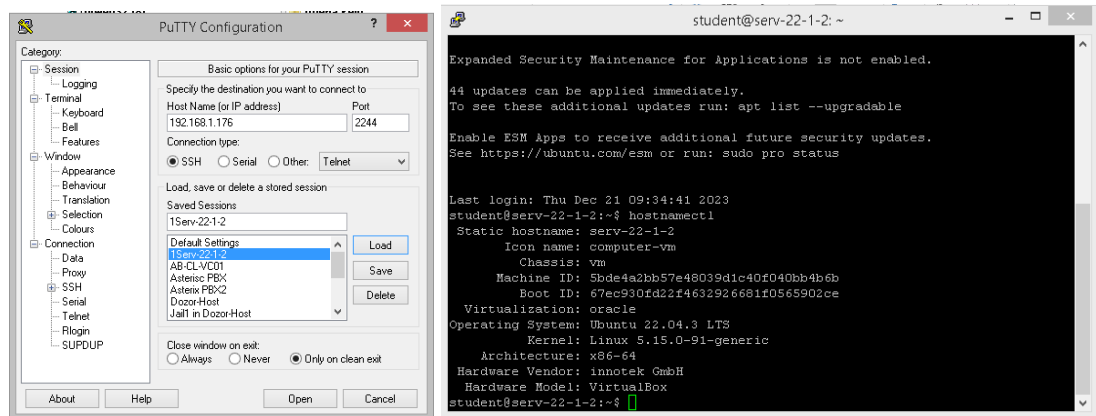 PuTTY Configuration
?
×
Category:
Session
Logging
Terminal
Keyboard
Bell
Features
Window
Appearance
Behaviour
Translation
Selection
Colours
Connection
Data
Proxy
SSH
Serial
Telnet
Rlogin
SUPDUP
Basic options for your PuTTY session
Specify the destination you want to connect to
Host Name (or IP address) Port
192.168.1.176 2244
Connection type:
SSH Serial Other: Telnet
Load, save or delete a stored session
Saved Sessions
1Serv-22-1-2
Default Settings
1Serv-22-1-2
AB-CL-VC01
Asterisc PBX
Asterix PBX2
Dozor-Host
Jail1 in Dozor-Host
Load
Save
Delete
Close window on exit:
Always Never Only on clean exit
About Help Open Cancel
student@serv-22-1-2: ~
Expanded Security Maintenance for Applications is not enabled.
44 updates can be applied immediately.
To see these additional updates run: apt list --upgradable
Enable ESM Apps to receive additional future security updates.
See https://ubuntu.com/esm or run: sudo pro status
Last login: Thu Dec 21 09:34:41 2023
student@serv-22-1-2:~$ hostnamectl
Static hostname: serv-22-1-2
Icon name: computer-vm
Chassis: vm
Machine ID: 5bde4a2bb57e48039d1c40f040bb4b6b
Boot ID: 67ec930fd22f4632926681f0565902ce
Virtualization: oracle
Operating System: Ubuntu 22.04.3 LTS
Kernel: Linux 5.15.0-91-generic
Architecture: x86-64
Hardware Vendor: innotek GmbH
Hardware Model: VirtualBox
student@serv-22-1-2:~$